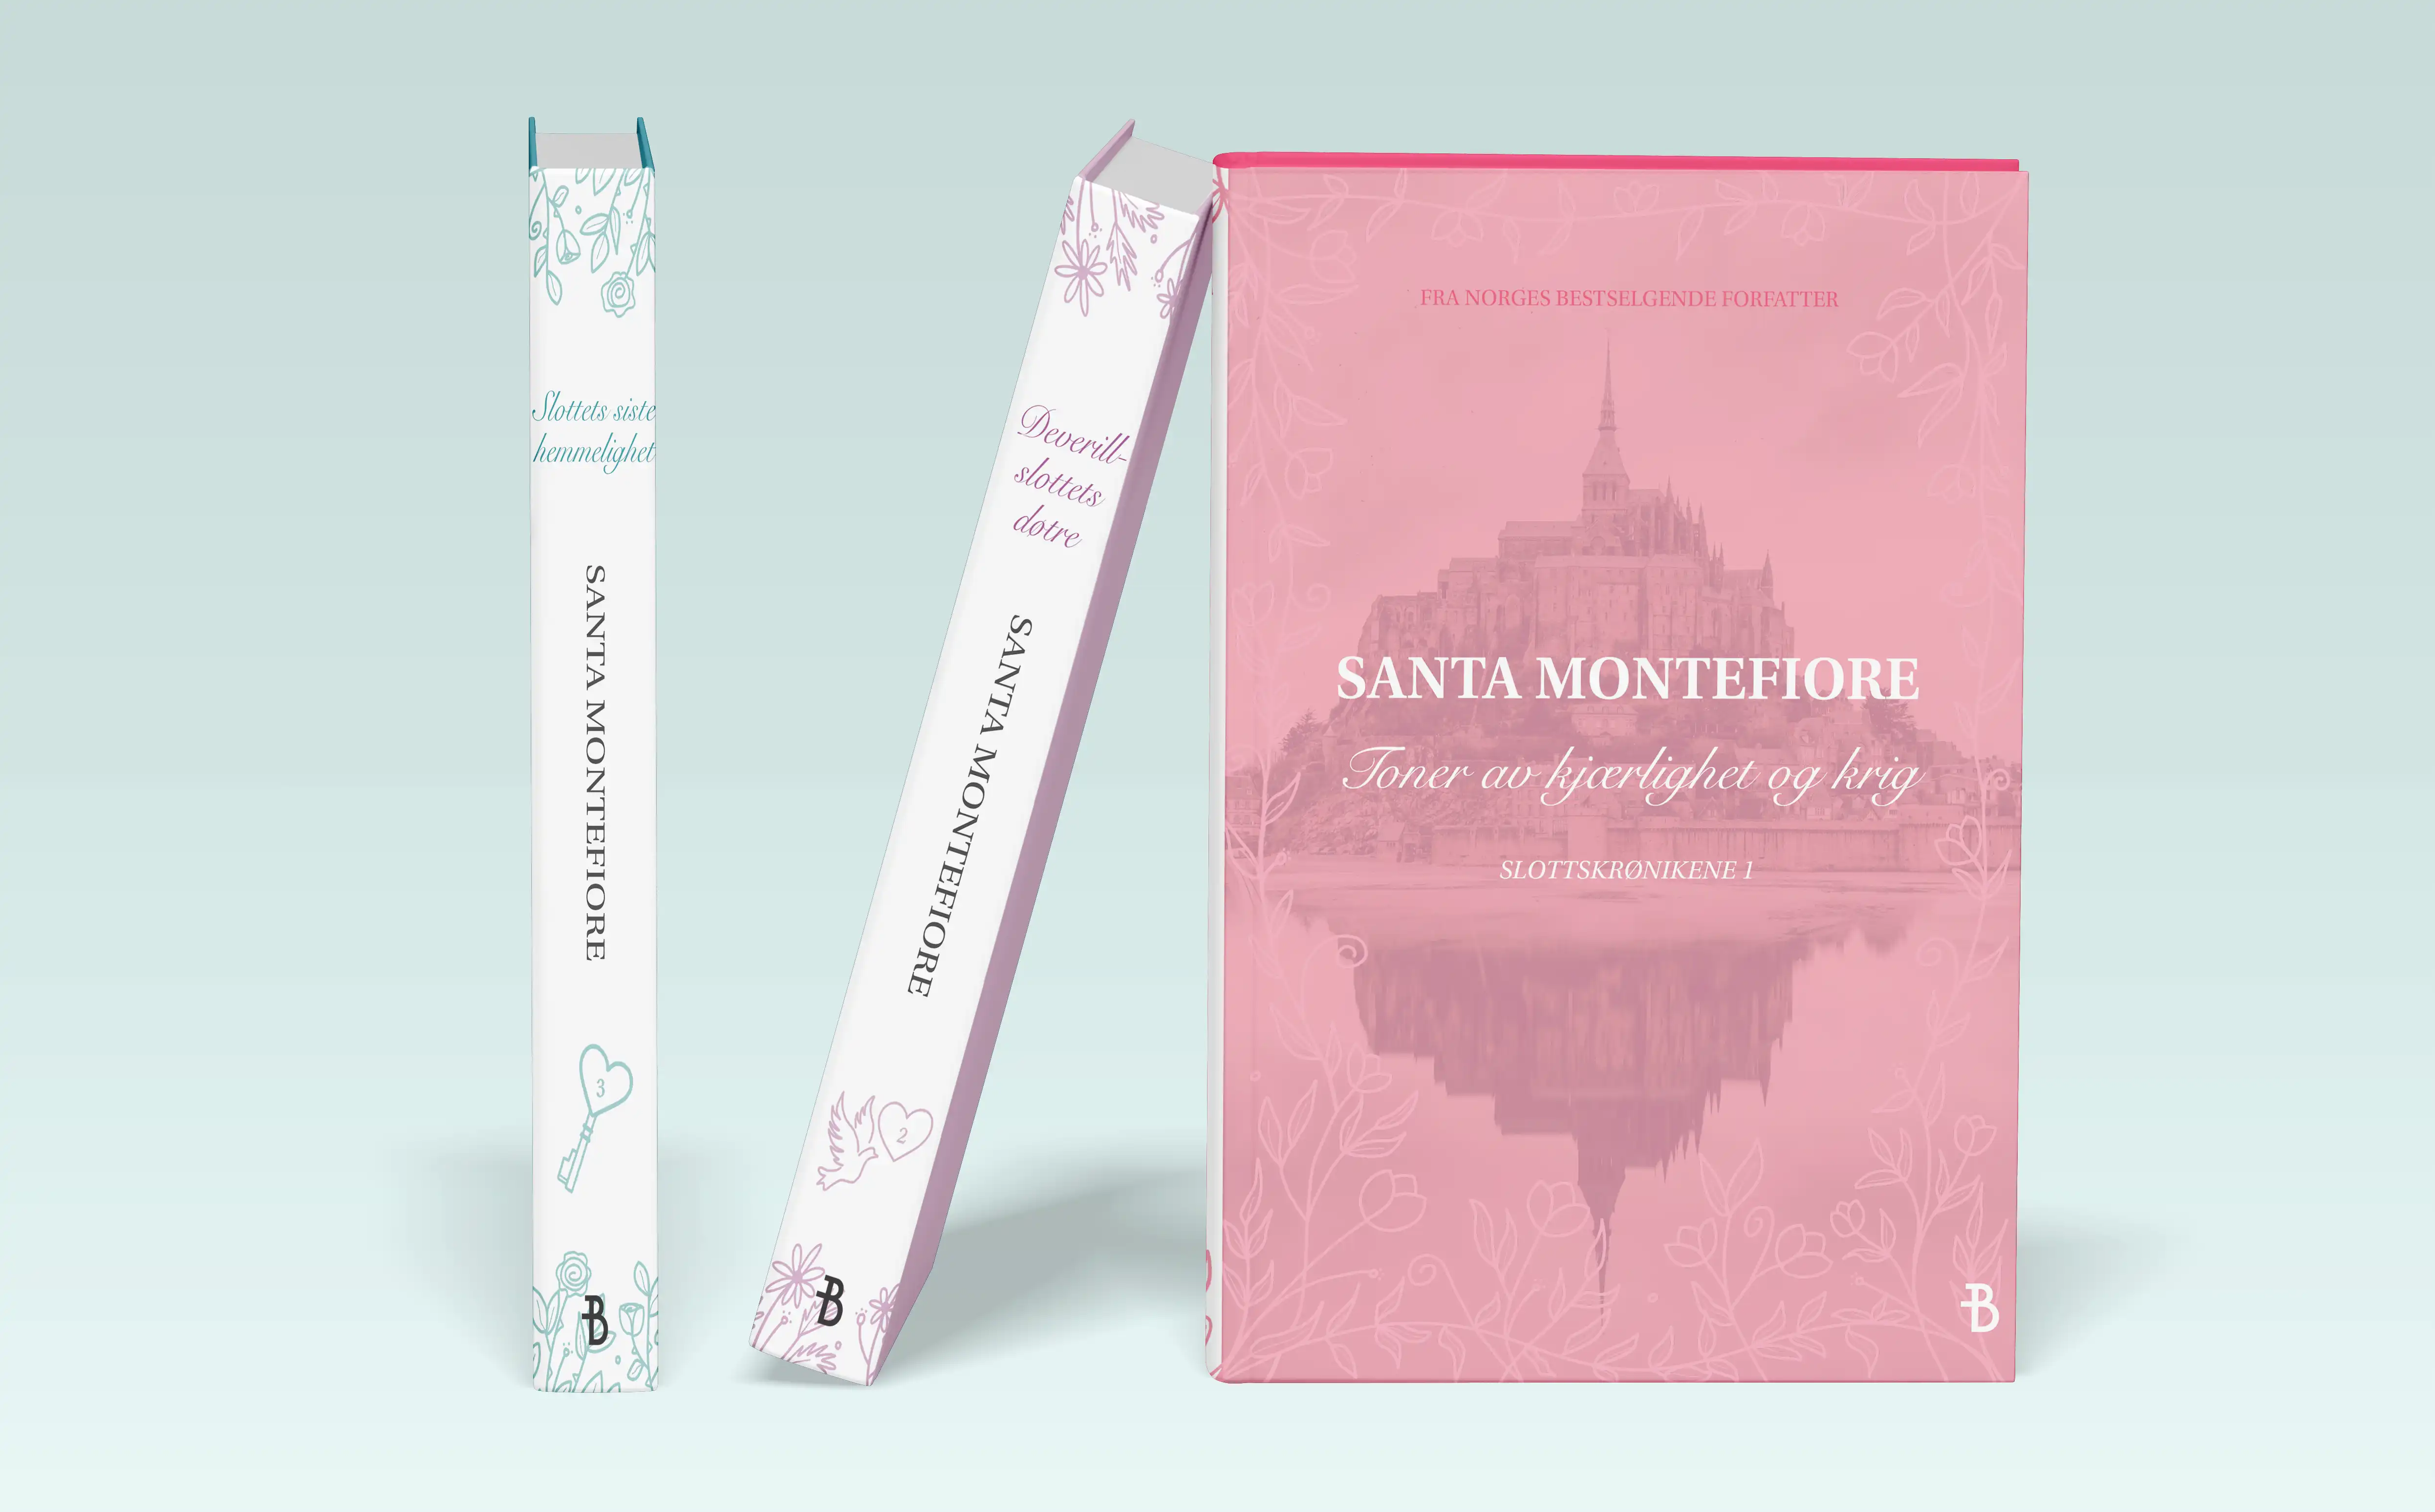 Slottets siste
hemmelighet
SANTA MONTEFIORE
3
B
Deverill-
slottets
døtre
SANTA MONTEFIORE
2
B
FRA NORGES BESTSELGENDE FORFATTER
SANTA MONTEFIORE
Toner av kjærlighet og krig
SLOTTSKRØNIKENE 1
B